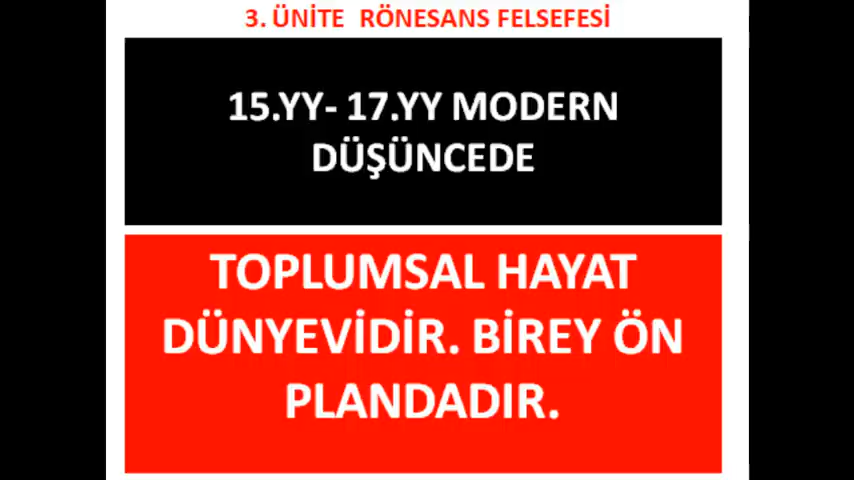 3. ÜNİTE RÖNESANS FELSEFESİ
15.YY- 17.YY MODERN
DÜŞÜNCEDE
TOPLUMSAL HAYAT
DÜNYEVİDİR. BİREY ÖN
PLANDADIR.